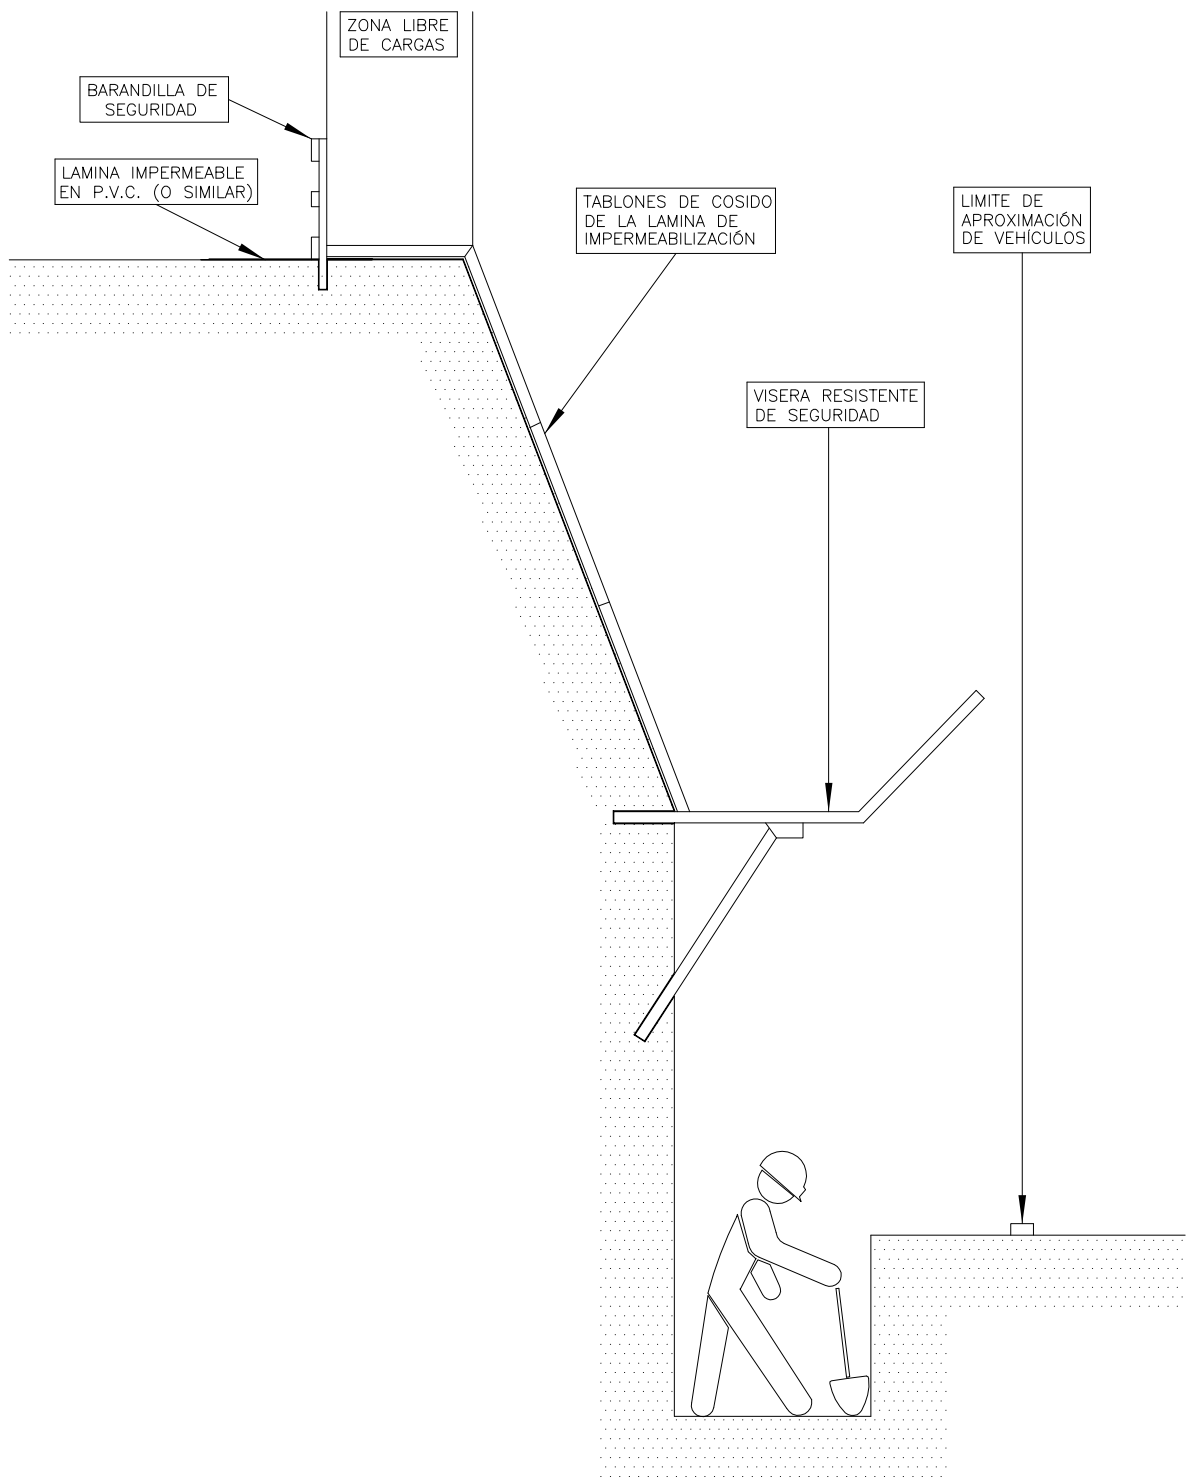 ZONA LIBRE
DE CARGAS
BARANDILLA DE
SEGURIDAD
LAMINA IMPERMEABLE
EN P.V.C. (O SIMILAR)
TABLONES DE COSIDO
DE LA LAMINA DE
IMPERMEABILIZACIÓN
LIMITE DE
APROXIMACIÓN
DE VEHÍCULOS
VISERA RESISTENTE
DE SEGURIDAD